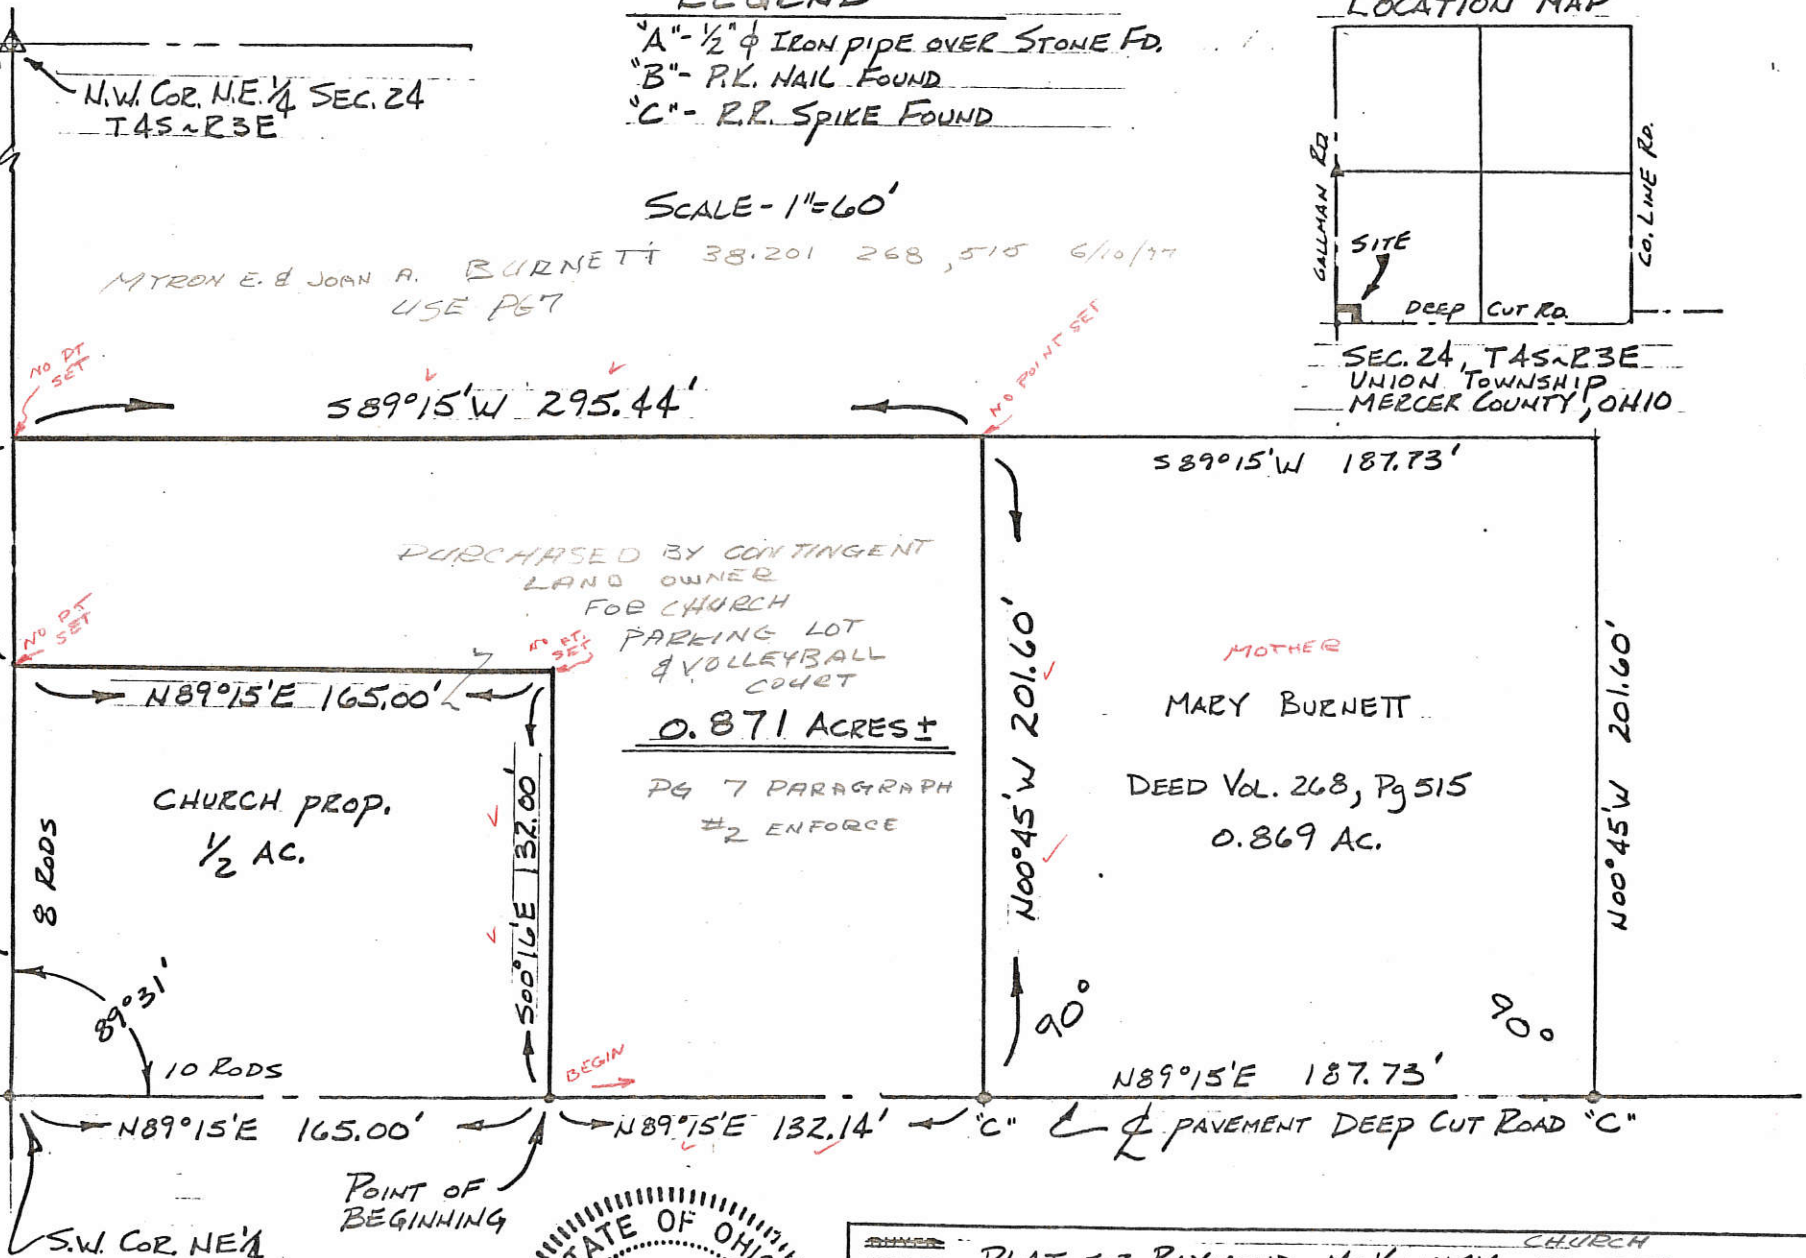 LEGEND
"A"- ½"φ IRON PIPE OVER STONE FD.
"B"- P.K. NAIL FOUND
"C"- R.R. SPIKE FOUND
LOCATION MAP
N.W. COR. N.E. ¼ SEC. 24
T4S~R3E
SCALE - 1"=60'
GALLMAN RD
CO. LINE RD.
SITE
DEEP CUT RD.
SEC. 24, T4S~R3E
UNION TOWNSHIP
MERCER COUNTY, OHIO
MYRON E. & JOAN A. BURNETT 38.201 268, 515
USE PG 7
NO PT SET
NO POINT SET
S89°15'W 295.44'
S89°15'W 187.73'
PURCHASED BY CONTINGENT
LAND OWNER
FOR CHURCH
PARKING LOT
& VOLLEYBALL
COURT
0.871 ACRES±
PG 7 PARAGRAPH
#2 ENFORCE
NO PT SET
NO PT. SET
N89°15'E 165.00'
CHURCH PROP.
½ AC.
8 RODS
S00°16'E 132.00'
89°31'
10 RODS
N00°45'W 201.60'
MOTHER
MARY BURNETT
DEED VOL. 268, Pg 515
0.869 AC.
N00°45'W 201.60'
90°
90°
BEGIN
N89°15'E 187.73'
N89°15'E 165.00'
N89°15'E 132.14'
"C"
℄ PAVEMENT DEEP CUT ROAD
"C"
POINT OF
BEGINNING
S.W. COR. NE¼
STATE OF OHIO
CHURCH